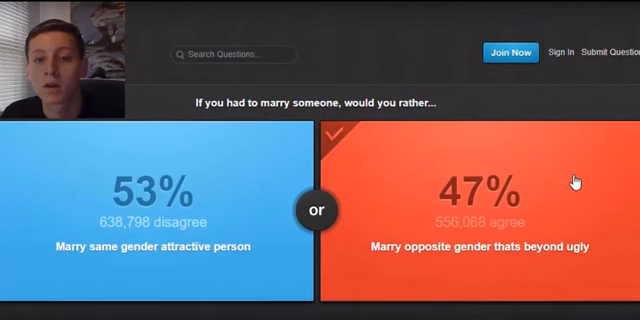 Search Questions...
Join Now
Sign In
Submit Question
If you had to marry someone, would you rather...
53%
638,798 disagree
Marry same gender attractive person
or
47%
556,068 agree
Marry opposite gender thats beyond ugly